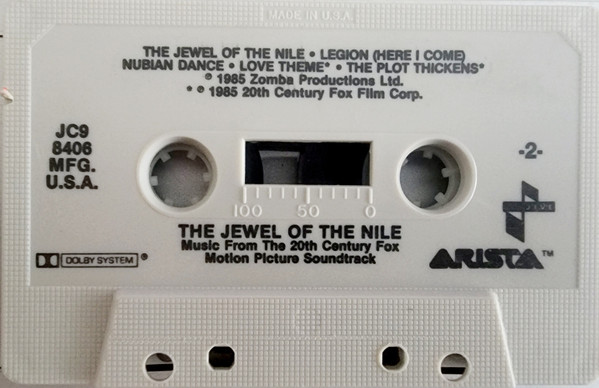 MADE IN U.S.A.
THE JEWEL OF THE NILE • LEGION (HERE I COME)
NUBIAN DANCE • LOVE THEME* • THE PLOT THICKENS*
℗ 1985 Zomba Productions Ltd.
* ℗ 1985 20th Century Fox Film Corp.
JC9
8406
MFG.
U.S.A.
-2-
100 50 0
THE JEWEL OF THE NILE
Music From The 20th Century Fox
Motion Picture Soundtrack
DOLBY SYSTEM ®
ARISTA ™